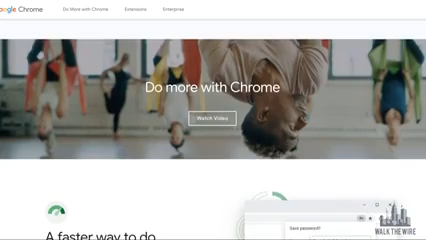 ogle Chrome
Do More with Chrome
Extensions
Enterprise
Do more with Chrome
Watch Video
A faster way to do
Save password?
WALK THE WIRE